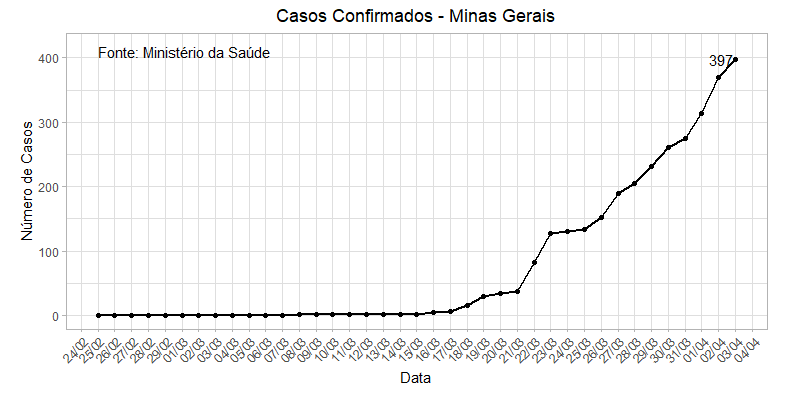 Casos Confirmados - Minas Gerais
Fonte: Ministério da Saúde
397
400
300
200
100
0
Número de Casos
24/02 25/02 26/02 27/02 28/02 29/02 01/03 02/03 03/03 04/03 05/03 06/03 07/03 08/03 09/03 10/03 11/03 12/03 13/03 14/03 15/03 16/03 17/03 18/03 19/03 20/03 21/03 22/03 23/03 24/03 25/03 26/03 27/03 28/03 29/03 30/03 31/03 01/04 02/04 03/04 04/04
Data